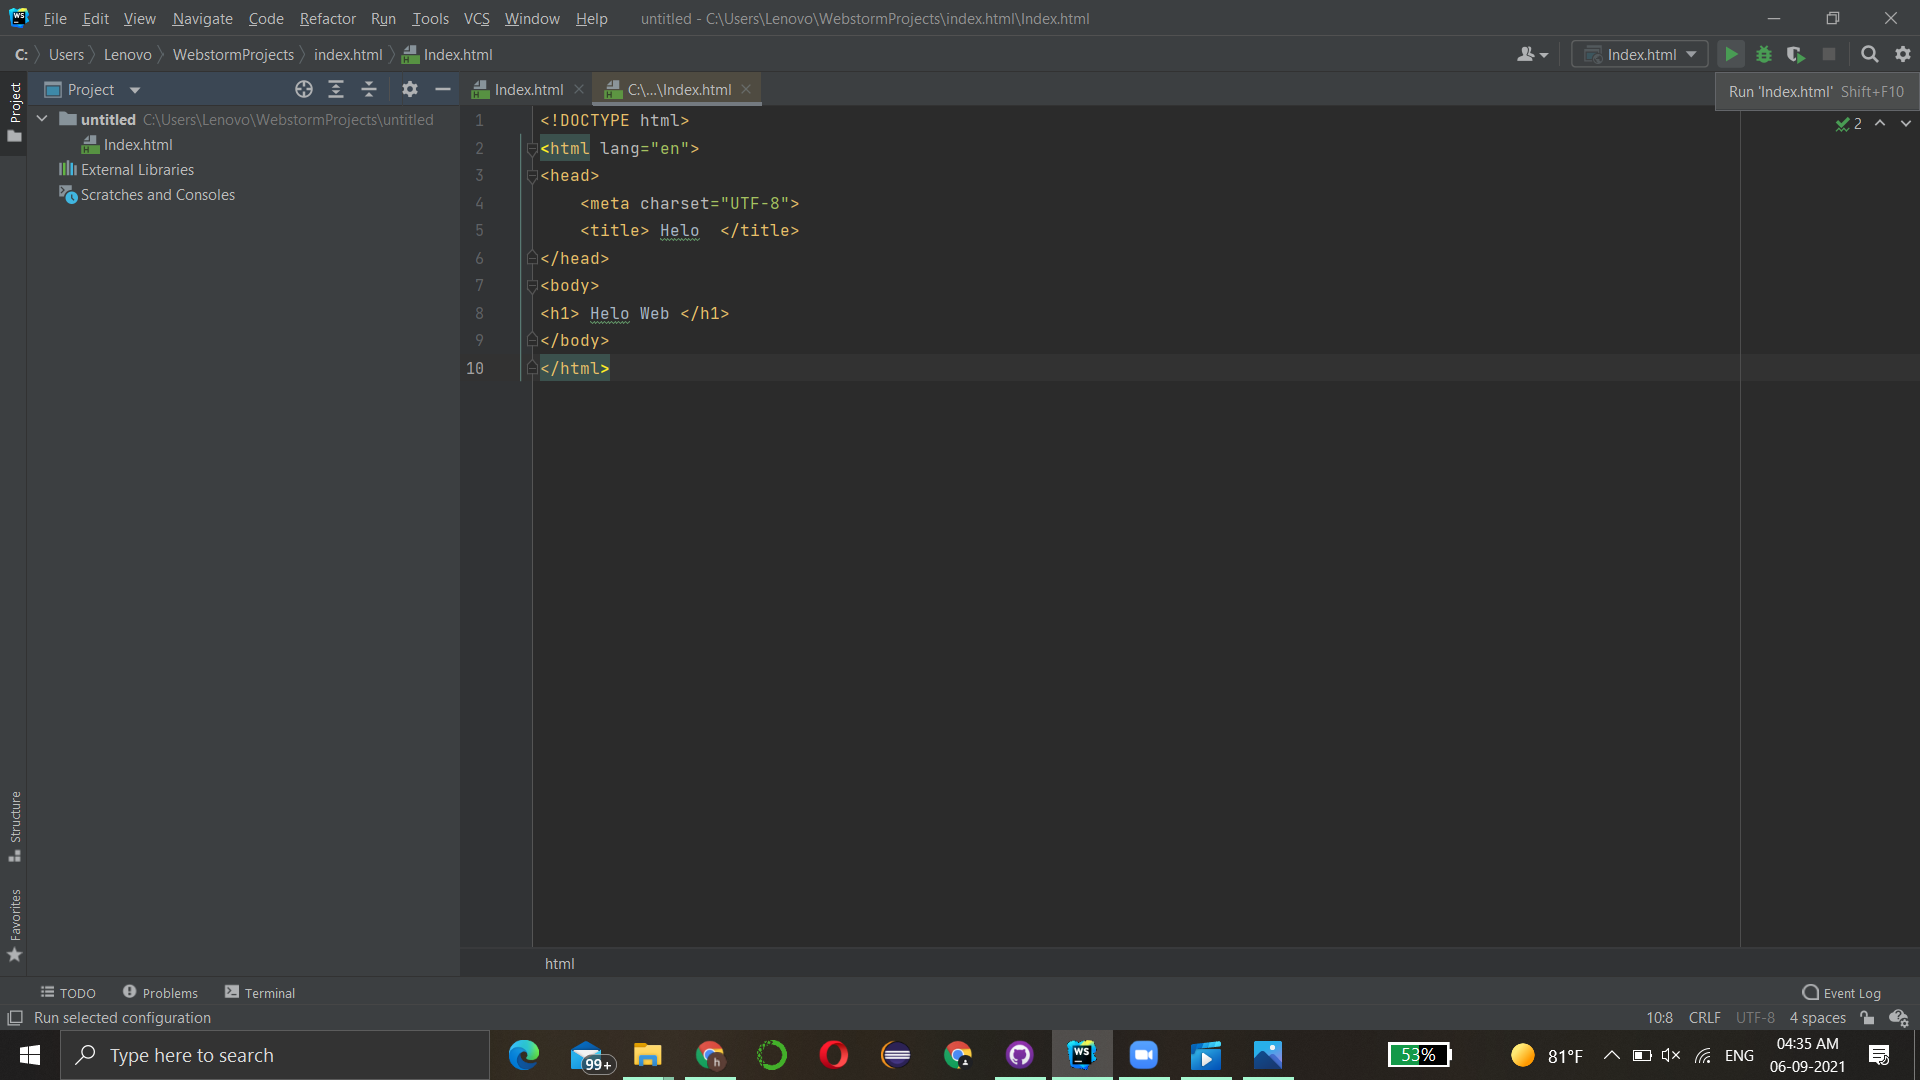 File Edit View Navigate Code Refactor Run Tools VCS Window Help untitled - C:\Users\Lenovo\WebstormProjects\index.html\Index.html
C: Users Lenovo WebstormProjects index.html Index.html
Index.html
Project
Index.html
C:\...\Index.html
Run 'Index.html' Shift+F10
Project
untitled C:\Users\Lenovo\WebstormProjects\untitled
Index.html
External Libraries
Scratches and Consoles
2
1 <!DOCTYPE html>
2 <html lang="en">
3 <head>
4 <meta charset="UTF-8">
5 <title> Helo  </title>
6 </head>
7 <body>
8 <h1> Helo Web </h1>
9 </body>
10 </html>
Structure
Favorites
html
TODO Problems Terminal Event Log
Run selected configuration 10:8 CRLF UTF-8 4 spaces
Type here to search
99+
h
WS
53%
81°F
ENG
04:35 AM
06-09-2021